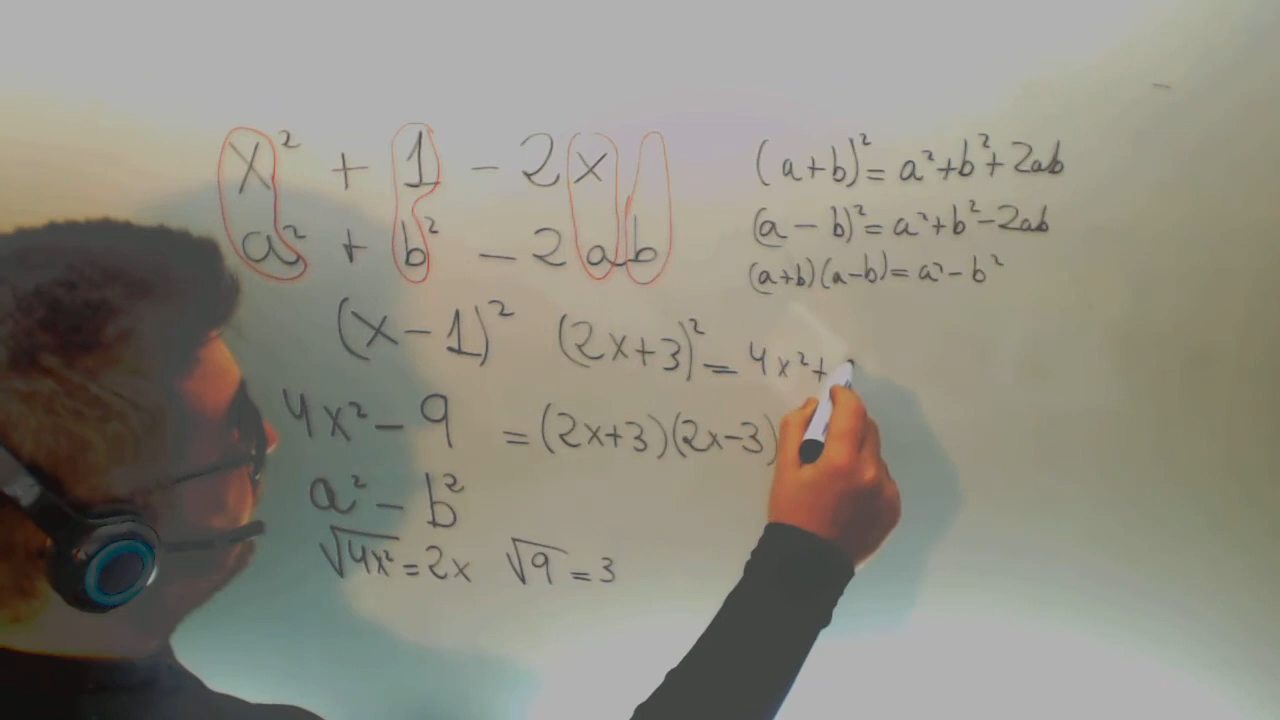 x² + 1 - 2x
a² + b² - 2ab
(x-1)²
4x² - 9 = (2x+3)(2x-3)
a² - b²
√4x² = 2x √9 = 3
(a+b)² = a²+b²+2ab
(a-b)² = a²+b²-2ab
(a+b)(a-b) = a²-b²
(2x+3)² = 4x²+